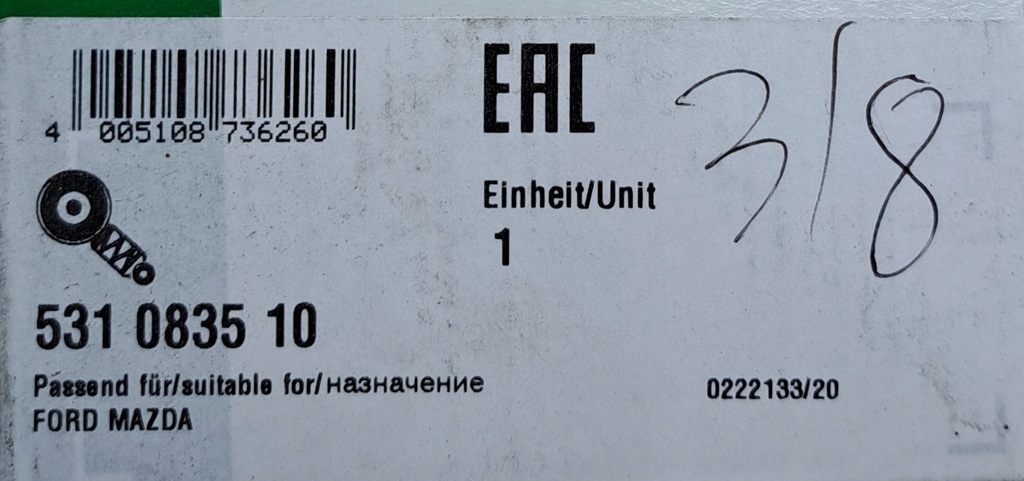 4 005108 736260
EAC
3/8
Einheit/Unit
1
531 0835 10
Passend für/suitable for/назначение
FORD MAZDA
0222133/20